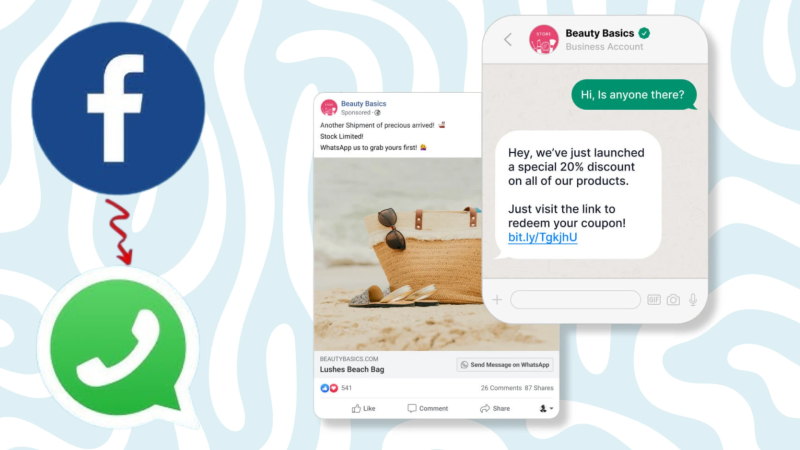 Beauty Basics
Sponsored ·
Another Shipment of precious arrived!
Stock Limited!
WhatsApp us to grab yours first!
BEAUTYBASICS.COM
Lushes Beach Bag
Send Message on WhatsApp
541
26 Comments 87 Shares
Like
Comment
Share
STORE
Beauty Basics
Business Account
Hi, Is anyone there?
Hey, we've just launched
a special 20% discount
on all of our products.
Just visit the link to
redeem your coupon!
bit.ly/TgkjhU
GIF